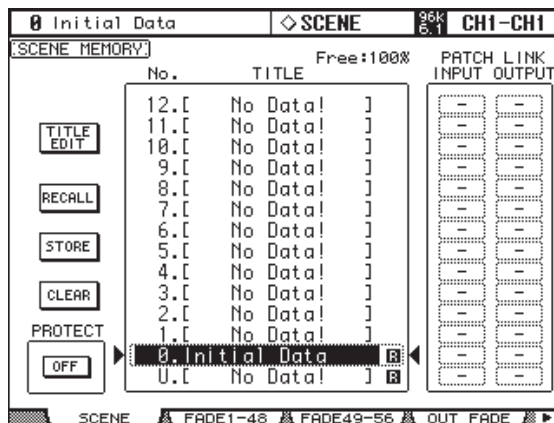 0 Initial Data ◇SCENE 96k 6.1 CH1-CH1
SCENE MEMORY Free:100% PATCH LINK
No. TITLE INPUT OUTPUT
12.[ No Data! ] - -
TITLE EDIT 11.[ No Data! ] - -
10.[ No Data! ] - -
9.[ No Data! ] - -
RECALL 8.[ No Data! ] - -
7.[ No Data! ] - -
6.[ No Data! ] - -
STORE 5.[ No Data! ] - -
4.[ No Data! ] - -
CLEAR 3.[ No Data! ] - -
2.[ No Data! ] - -
PROTECT 1.[ No Data! ] - -
OFF 0.Initial Data R - -
U.[ No Data! ] R - -
SCENE FADE1-48 FADE49-56 OUT FADE